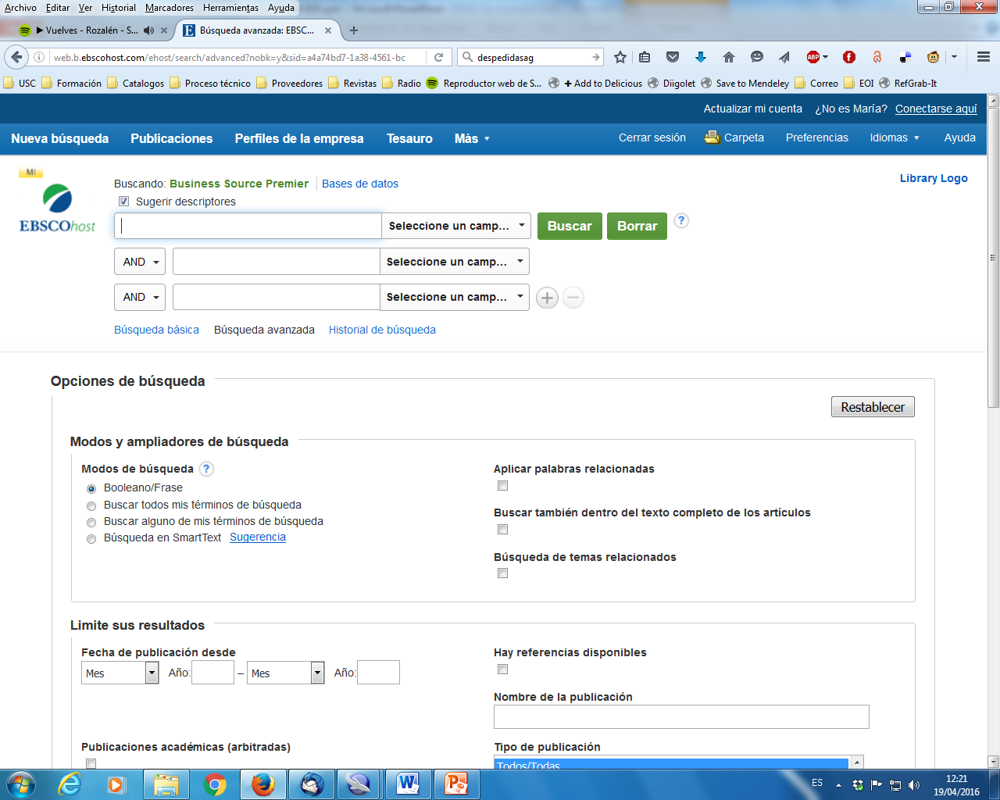 Archivo Editar Ver Historial Marcadores Herramientas Ayuda
Vuelves - Rozalén - S... Búsqueda avanzada: EBSC...
web.b.ebscohost.com/ehost/search/advanced?nobk=y&sid=a4a74bd7-1a38-4561-bc despedidasag ABP
USC Formación Catalogos Proceso técnico Proveedores Revistas Radio Reproductor web de S... + Add to Delicious Diigolet Save to Mendeley Correo EOI RefGrab-It
Actualizar mi cuenta ¿No es María? Conectarse aquí
Nueva búsqueda Publicaciones Perfiles de la empresa Tesauro Más Cerrar sesión Carpeta Preferencias Idiomas Ayuda
MI
Buscando: Business Source Premier Bases de datos Library Logo
Sugerir descriptores
EBSCOhost
Seleccione un camp... Buscar Borrar ?
AND Seleccione un camp...
AND Seleccione un camp...
Búsqueda básica Búsqueda avanzada Historial de búsqueda
Opciones de búsqueda
Restablecer
Modos y ampliadores de búsqueda
Modos de búsqueda ? Aplicar palabras relacionadas
Booleano/Frase
Buscar todos mis términos de búsqueda
Buscar también dentro del texto completo de los artículos
Buscar alguno de mis términos de búsqueda
Búsqueda en SmartText Sugerencia
Búsqueda de temas relacionados
Limite sus resultados
Fecha de publicación desde Hay referencias disponibles
Mes Año: – Mes Año:
Nombre de la publicación
Publicaciones académicas (arbitradas) Tipo de publicación
Todos/Todas
ES 12:21
19/04/2016